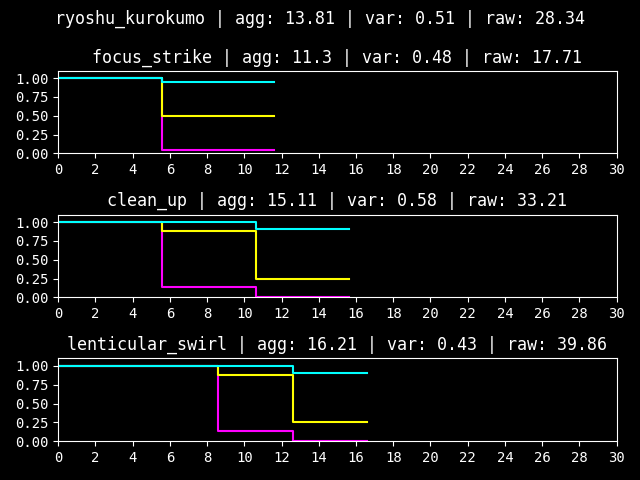 ryoshu_kurokumo | agg: 13.81 | var: 0.51 | raw: 28.34
focus_strike | agg: 11.3 | var: 0.48 | raw: 17.71
1.00
0.75
0.50
0.25
0.00
0 2 4 6 8 10 12 14 16 18 20 22 24 26 28 30
clean_up | agg: 15.11 | var: 0.58 | raw: 33.21
1.00
0.75
0.50
0.25
0.00
0 2 4 6 8 10 12 14 16 18 20 22 24 26 28 30
lenticular_swirl | agg: 16.21 | var: 0.43 | raw: 39.86
1.00
0.75
0.50
0.25
0.00
0 2 4 6 8 10 12 14 16 18 20 22 24 26 28 30